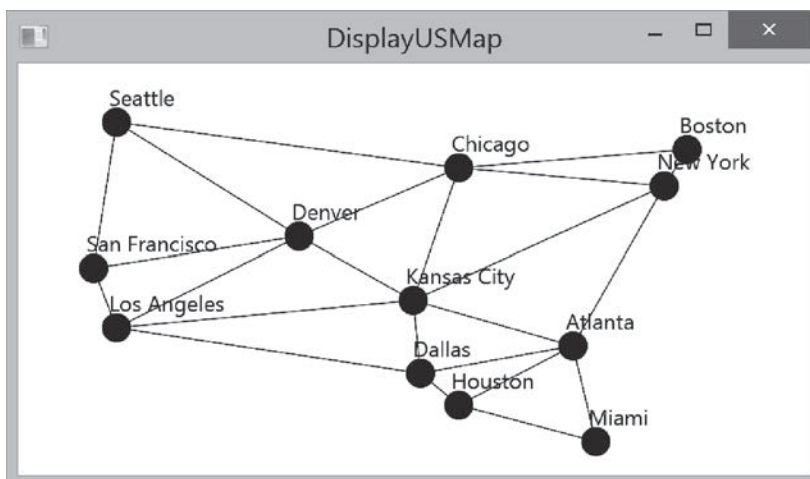 DisplayUSMap
Seattle
Boston
Chicago
New York
Denver
San Francisco
Kansas City
Los Angeles
Atlanta
Dallas
Houston
Miami